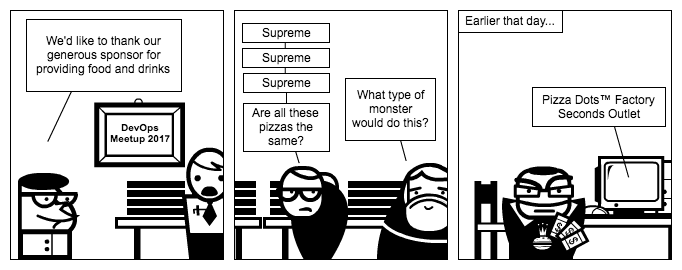 We'd like to thank our
generous sponsor for
providing food and drinks
DevOps
Meetup 2017
Supreme
Supreme
Supreme
Are all these
pizzas the
same?
What type of
monster
would do this?
Earlier that day...
Pizza Dots™ Factory
Seconds Outlet
$
$
$